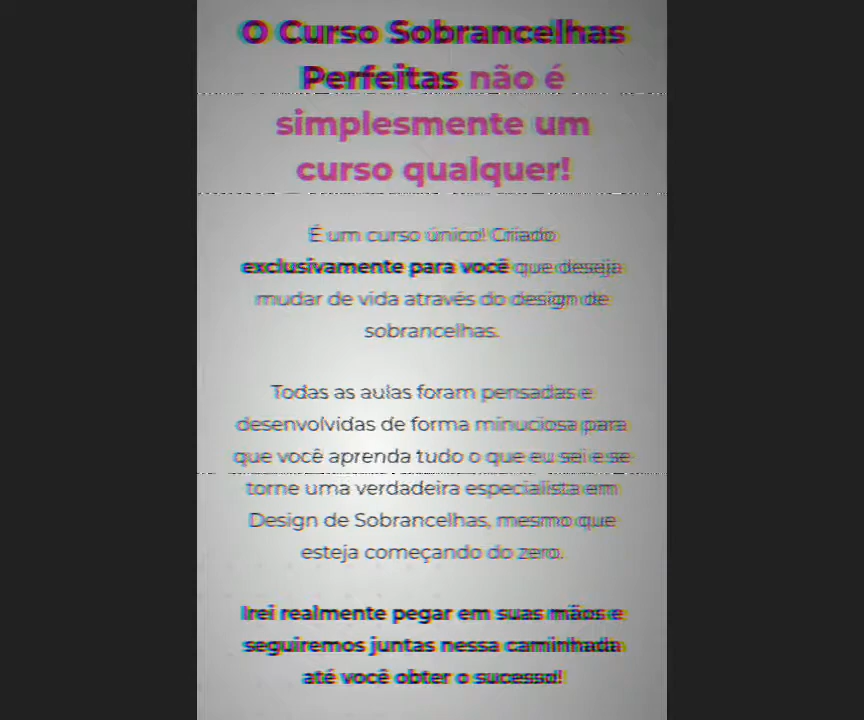 O Curso Sobrancelhas
Perfeitas não é
simplesmente um
curso qualquer!
É um curso único! Criado
exclusivamente para você que deseja
mudar de vida através do design de
sobrancelhas.
Todas as aulas foram pensadas e
desenvolvidas de forma minuciosa para
que você aprenda tudo o que eu sei e se
torne uma verdadeira especialista em
Design de Sobrancelhas, mesmo que
esteja começando do zero.
Irei realmente pegar em suas mãos e
seguiremos juntas nessa caminhada
até você obter o sucesso!